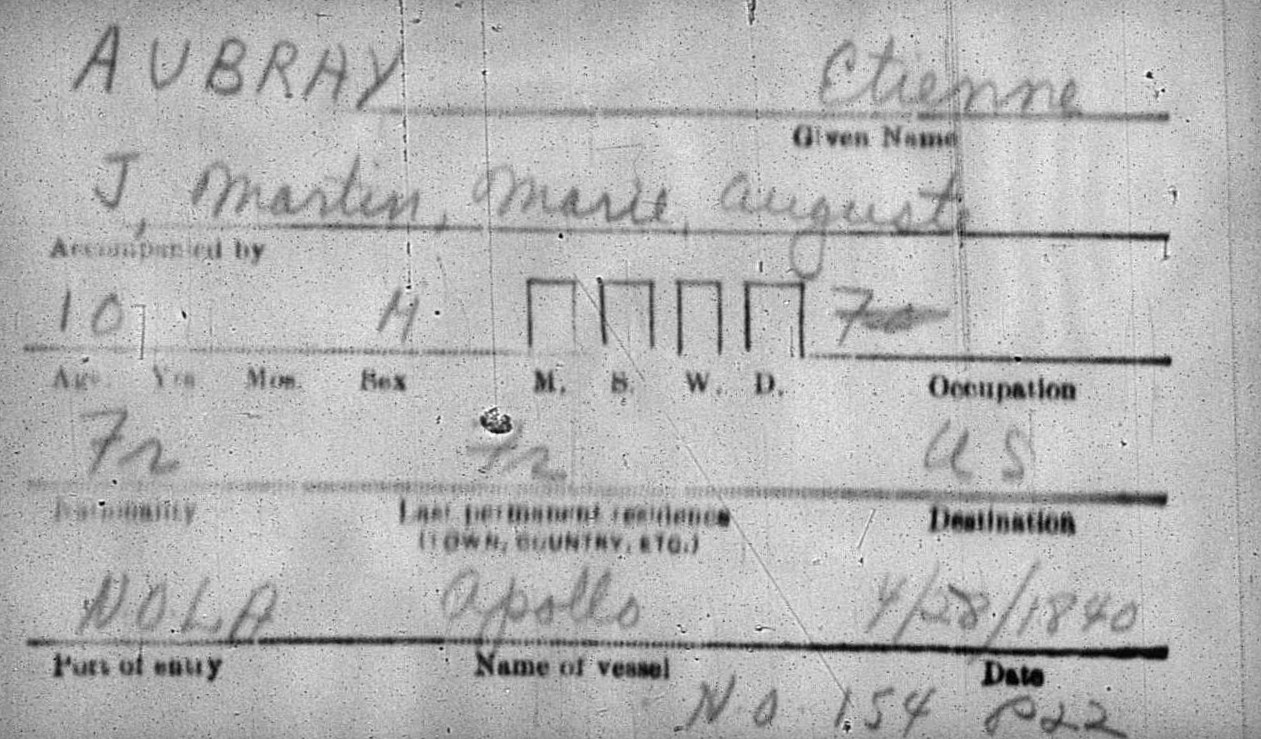 AUBRAY Etienne
Given Name
J, Martin, Marie, Auguste
Accompanied by
10 M
Age Yrs Mos. Sex M. S. W. D. Occupation
Fr Fr US
Nationality Last permanent residence Destination
(TOWN, COUNTRY, ETC.)
NOLA Apollo 4/28/1840
Port of entry Name of vessel Date
No 154 P22